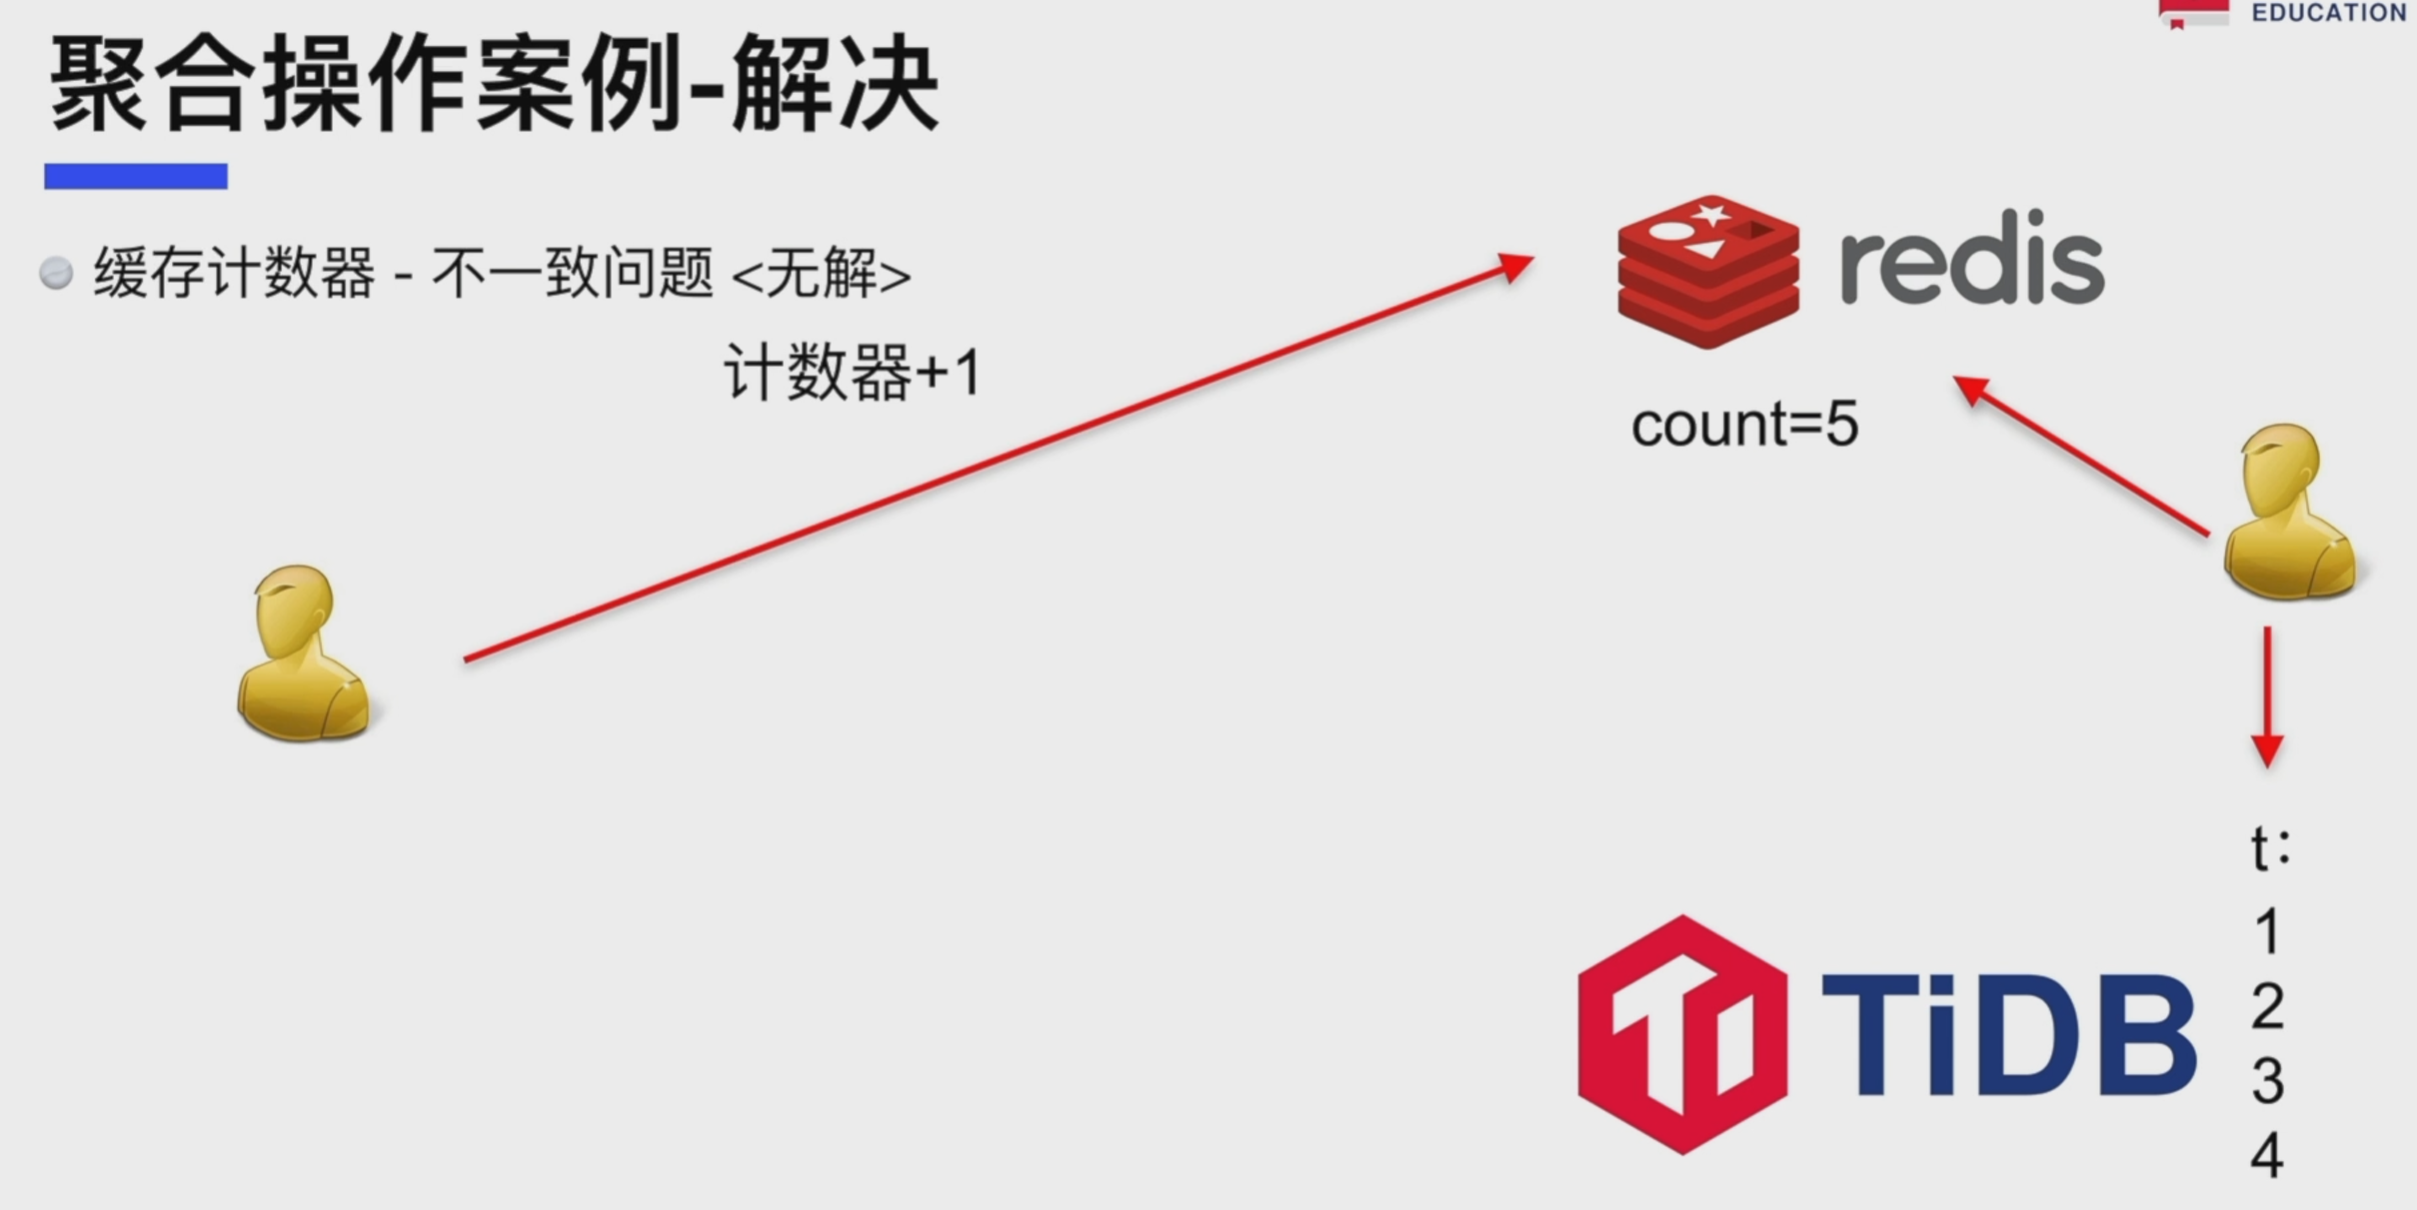 EDUCATION
聚合操作案例-解决
缓存计数器 - 不一致问题 <无解>
计数器+1
redis
count=5
t:
1
2
3
4
TiDB